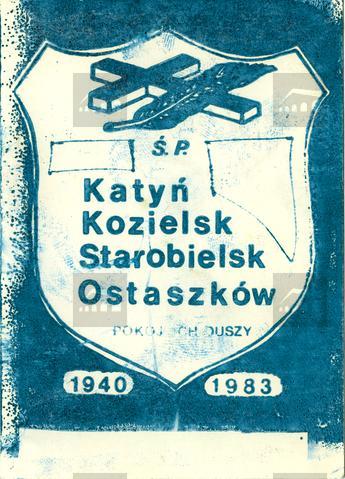 Ś.P.
Katyń
Kozielsk
Starobielsk
Ostaszków
POKÓJ ICH DUSZY
1940 1983